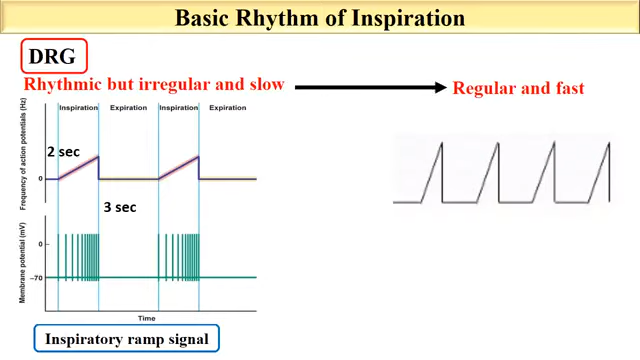 Basic Rhythm of Inspiration
DRG
Rhythmic but irregular and slow
Regular and fast
Inspiration Expiration Inspiration Expiration
Frequency of action potentials (Hz)
2 sec
0
3 sec
Membrane potential (mV)
0
–70
Time
Inspiratory ramp signal